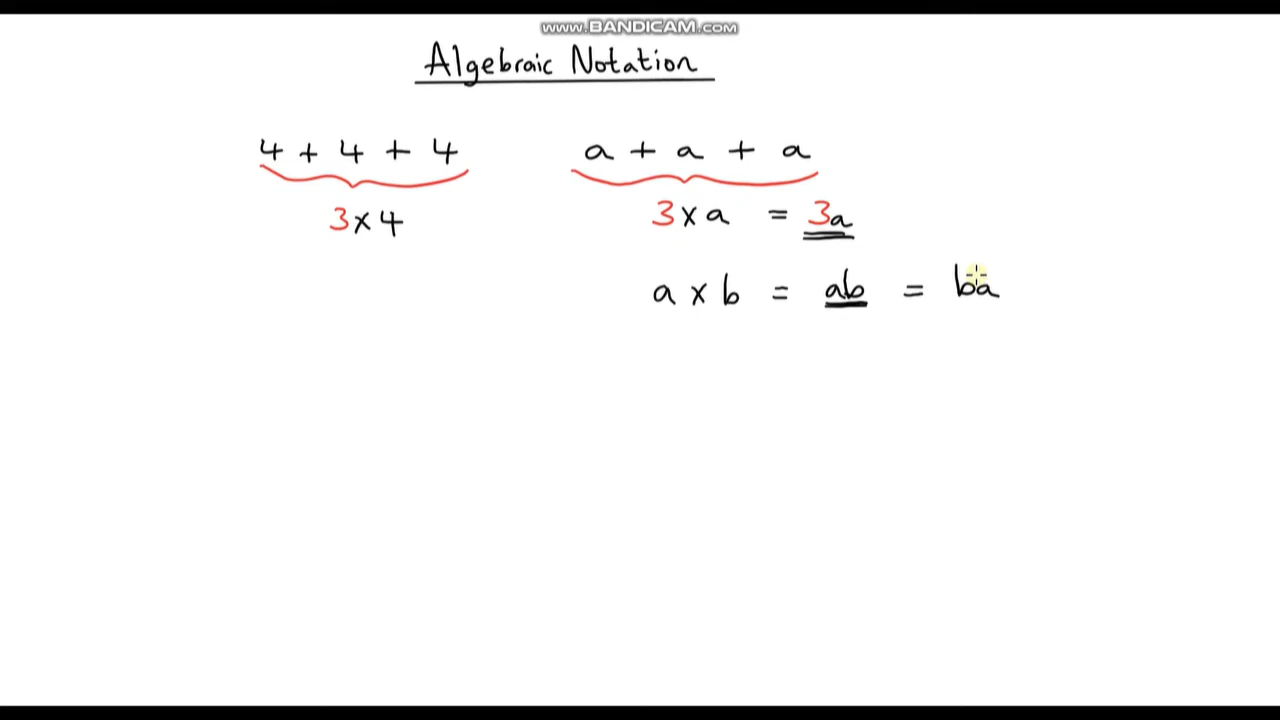 www.BANDICAM.com
Algebraic Notation
4 + 4 + 4 a + a + a
3 x 4 3 x a = 3a
a x b = ab = ba